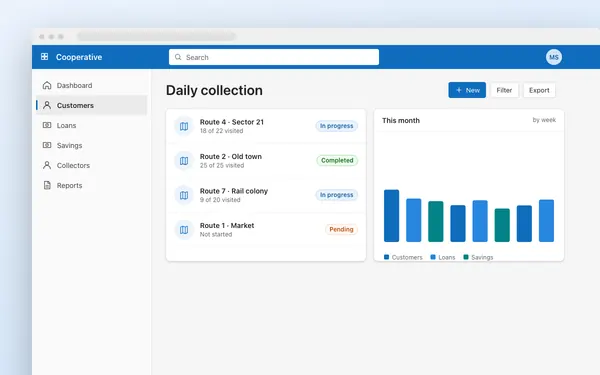 Cooperative
Search
MS
Dashboard
Customers
Loans
Savings
Collectors
Reports
Daily collection
New
Filter
Export
Route 4 · Sector 21
18 of 22 visited
In progress
Route 2 · Old town
25 of 25 visited
Completed
Route 7 · Rail colony
9 of 20 visited
In progress
Route 1 · Market
Not started
Pending
This month
by week
Customers
Loans
Savings